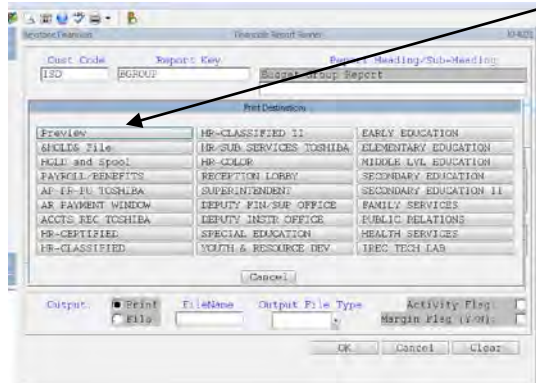 Financials Report Runner
Cust Code Report Key Report Heading/Sub-Heading
ISD BGROUP Budget Group Report
Print Destinations
Preview HR-CLASSIFIED II EARLY EDUCATION
&HOLD& File HR/SUB SERVICES TOSHIBA ELEMENTARY EDUCATION
HOLD and Spool HR-COLOR MIDDLE LVL EDUCATION
PAYROLL/BENEFITS RECEPTION LOBBY SECONDARY EDUCATION
AP-PR-PU TOSHIBA SUPERINTENDENT SECONDARY EDUCATION II
AR PAYMENT WINDOW DEPUTY FIN/SUP OFFICE FAMILY SERVICES
ACCTS REC TOSHIBA DEPUTY INSTR OFFICE PUBLIC RELATIONS
HR-CERTIFIED SPECIAL EDUCATION HEALTH SERVICES
HR-CLASSIFIED YOUTH & RESOURCE DEV IREC TECH LAB
Cancel
Output: Print FileName Output File Type Activity Flag:
File Margin Flag (Y/N):
OK Cancel Clear